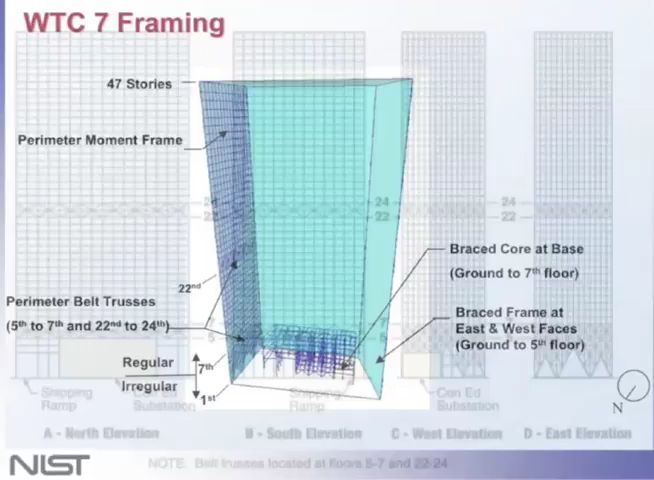 WTC 7 Framing
47 Stories
Perimeter Moment Frame
24
22
24
22
24
22
Braced Core at Base
(Ground to 7th floor)
22nd
Perimeter Belt Trusses
(5th to 7th and 22nd to 24th)
Braced Frame at
East & West Faces
(Ground to 5th floor)
7
5
7
5
Regular
7th
Irregular
1st
Shipping
Ramp
Con Ed
Substation
Shipping
Ramp
Con Ed
Substation
N
A - North Elevation
B - South Elevation
C - West Elevation
D - East Elevation
NIST
NOTE: Belt trusses located at floors 5-7 and 22-24